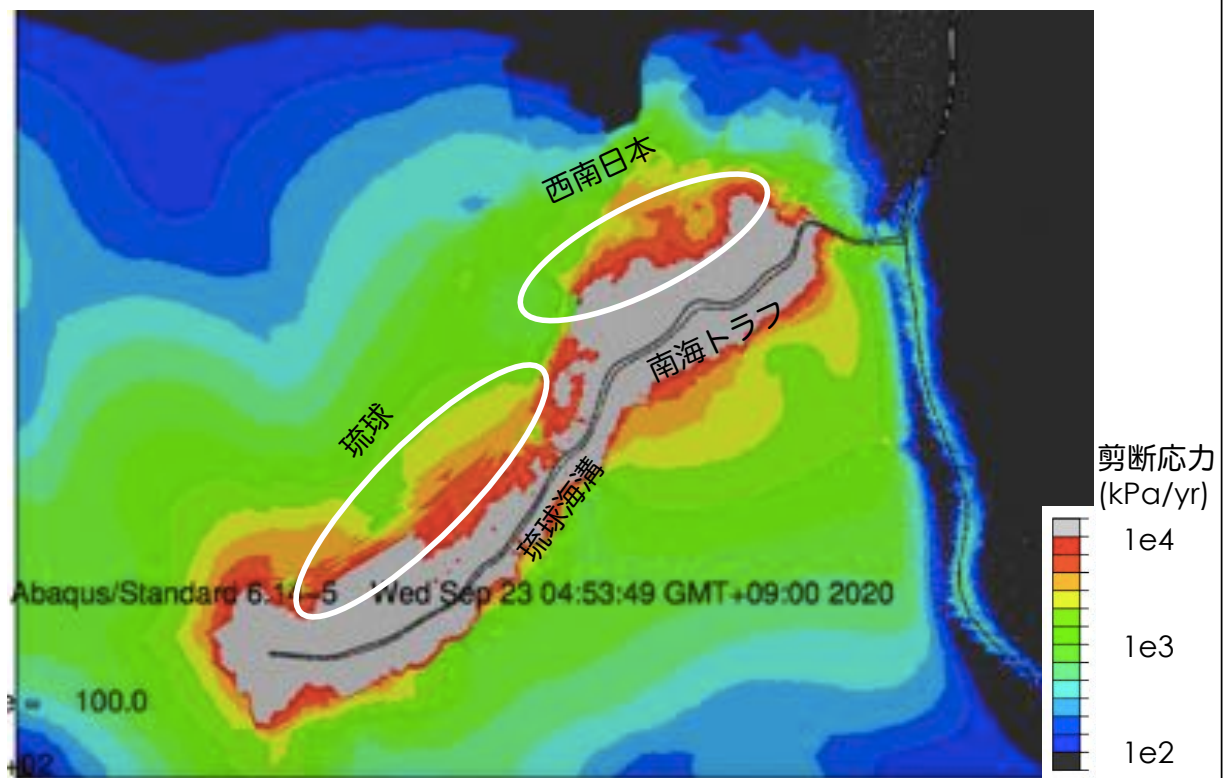 西南日本
南海トラフ
琉球
琉球海溝
剪断応力
(kPa/yr)
1e4
1e3
1e2
Abaqus/Standard 6.14-5 Wed Sep 23 04:53:49 GMT+09:00 2020
= 100.0
+02